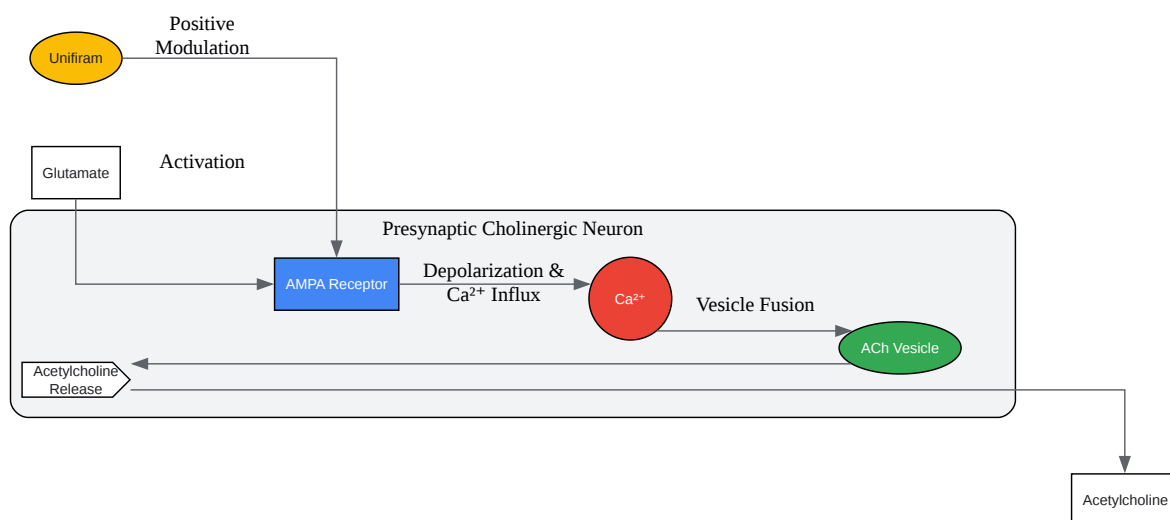 Positive
Modulation
Unifiram
Activation
Glutamate
Presynaptic Cholinergic Neuron
AMPA Receptor
Depolarization &
Ca²⁺ Influx
Ca²⁺
Vesicle Fusion
ACh Vesicle
Acetylcholine
Release
Acetylcholine